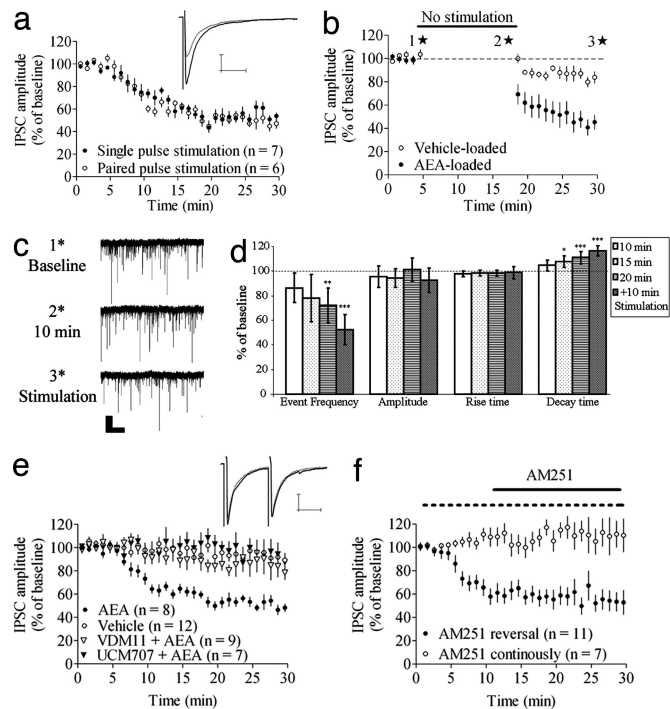 a
IPSC amplitude
(% of baseline)
120
100
80
60
40
20
0
Single pulse stimulation (n = 7)
Paired pulse stimulation (n = 6)
0 5 10 15 20 25 30
Time (min)
b
No stimulation
1★ 2★ 3★
IPSC amplitude
(% of baseline)
120
100
80
60
40
20
0
Vehicle-loaded
AEA-loaded
0 5 10 15 20 25 30
Time (min)
c
1*
Baseline
2*
10 min
3*
Stimulation
d
% of baseline
120
100
80
60
40
20
0
** *** * *** ***
Event Frequency Amplitude Rise time Decay time
10 min
15 min
20 min
+10 min
Stimulation
e
IPSC amplitude
(% of baseline)
120
100
80
60
40
20
0
AEA (n = 8)
Vehicle (n = 12)
VDM11 + AEA (n = 9)
UCM707 + AEA (n = 7)
0 5 10 15 20 25 30
Time (min)
f
AM251
IPSC amplitude
(% of baseline)
120
100
80
60
40
20
0
AM251 reversal (n = 11)
AM251 continously (n = 7)
0 5 10 15 20 25 30
Time (min)